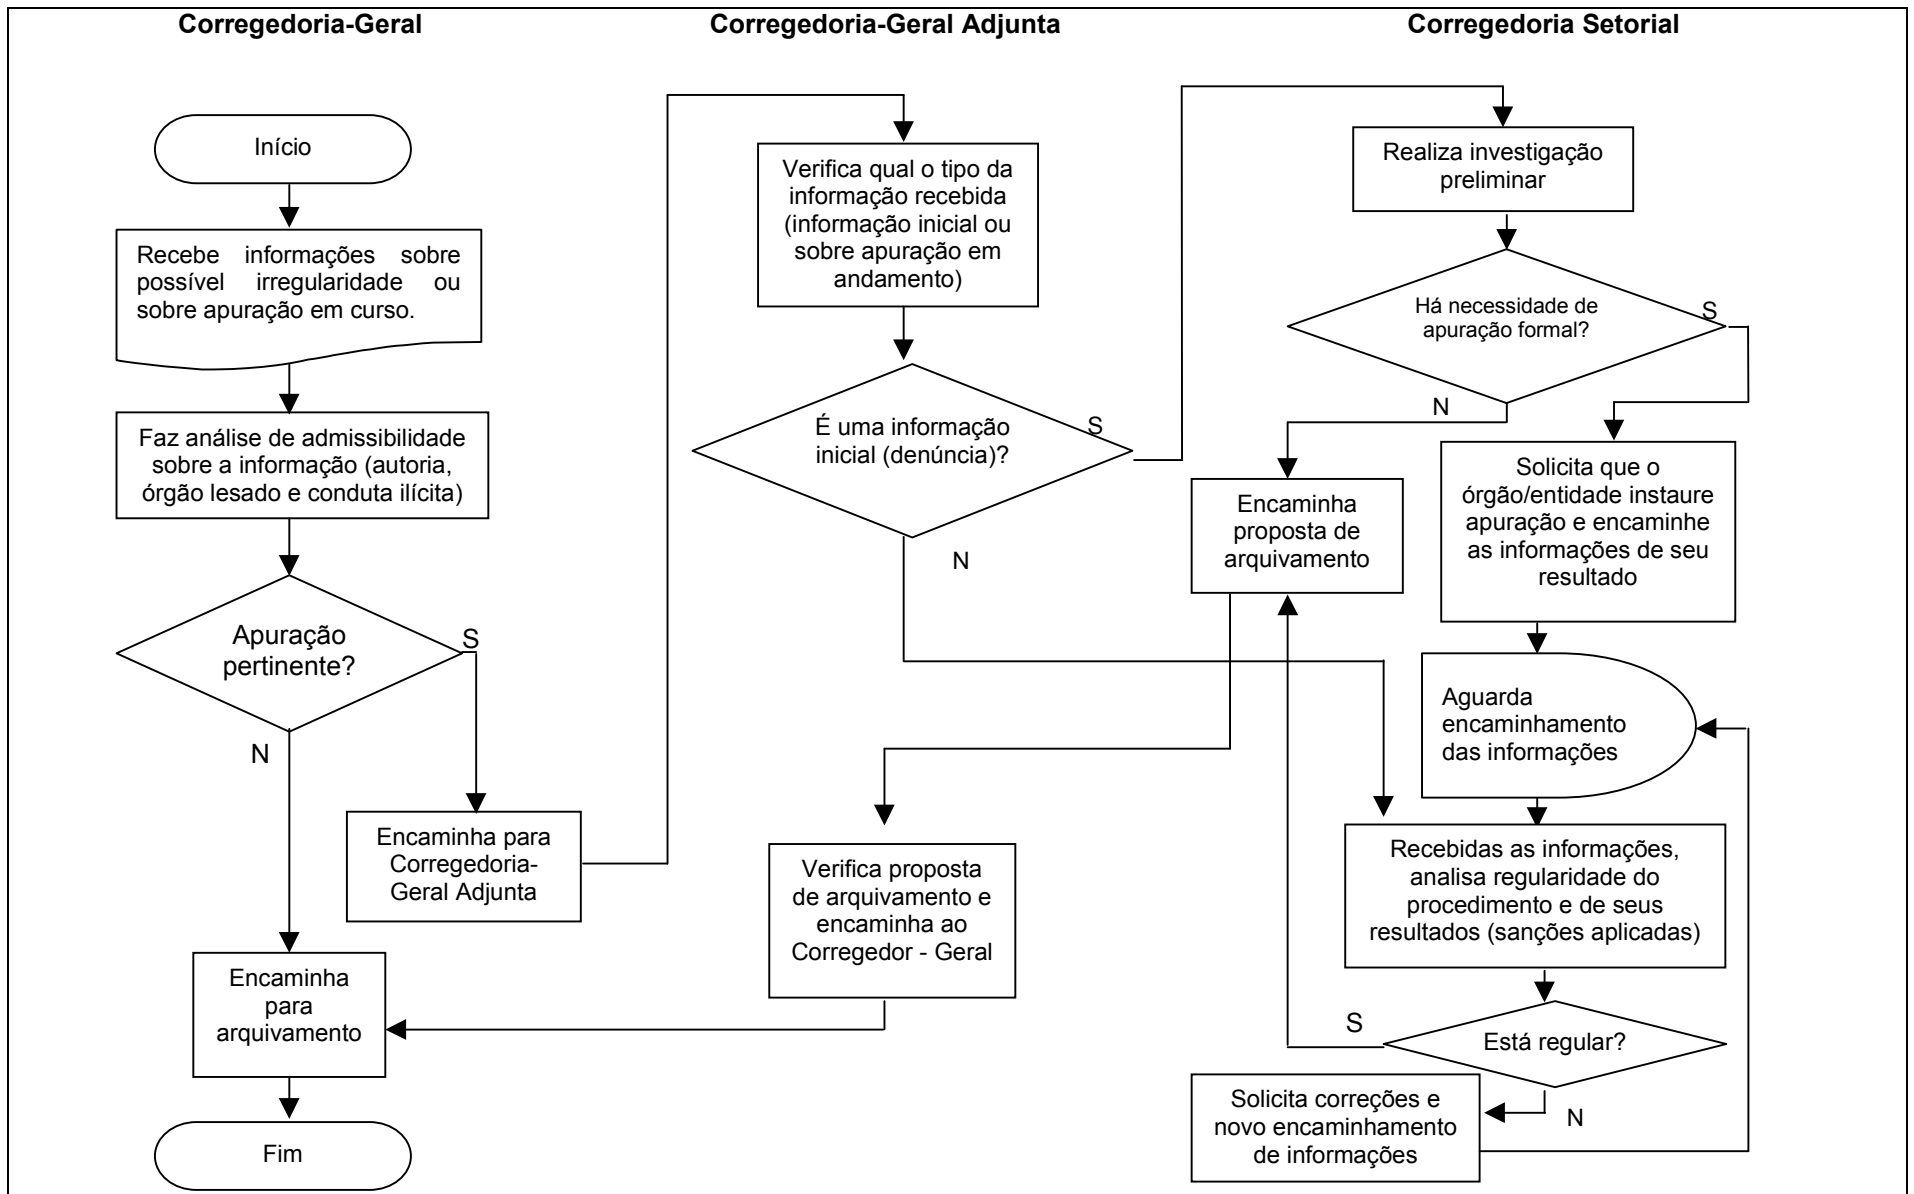 Corregedoria-Geral
Corregedoria-Geral Adjunta
Corregedoria Setorial
Início
Recebe informações sobre
possível irregularidade ou
sobre apuração em curso.
Faz análise de admissibilidade
sobre a informação (autoria,
órgão lesado e conduta ilícita)
Apuração
pertinente?
S
N
Encaminha para
Corregedoria-
Geral Adjunta
Encaminha
para
arquivamento
Fim
Verifica qual o tipo da
informação recebida
(informação inicial ou
sobre apuração em
andamento)
É uma informação
inicial (denúncia)?
S
N
Verifica proposta
de arquivamento e
encaminha ao
Corregedor - Geral
Realiza investigação
preliminar
Há necessidade de
apuração formal?
S
N
Encaminha
proposta de
arquivamento
Solicita que o
órgão/entidade instaure
apuração e encaminhe
as informações de seu
resultado
Aguarda
encaminhamento
das informações
Recebidas as informações,
analisa regularidade do
procedimento e de seus
resultados (sanções aplicadas)
Está regular?
S
N
Solicita correções e
novo encaminhamento
de informações